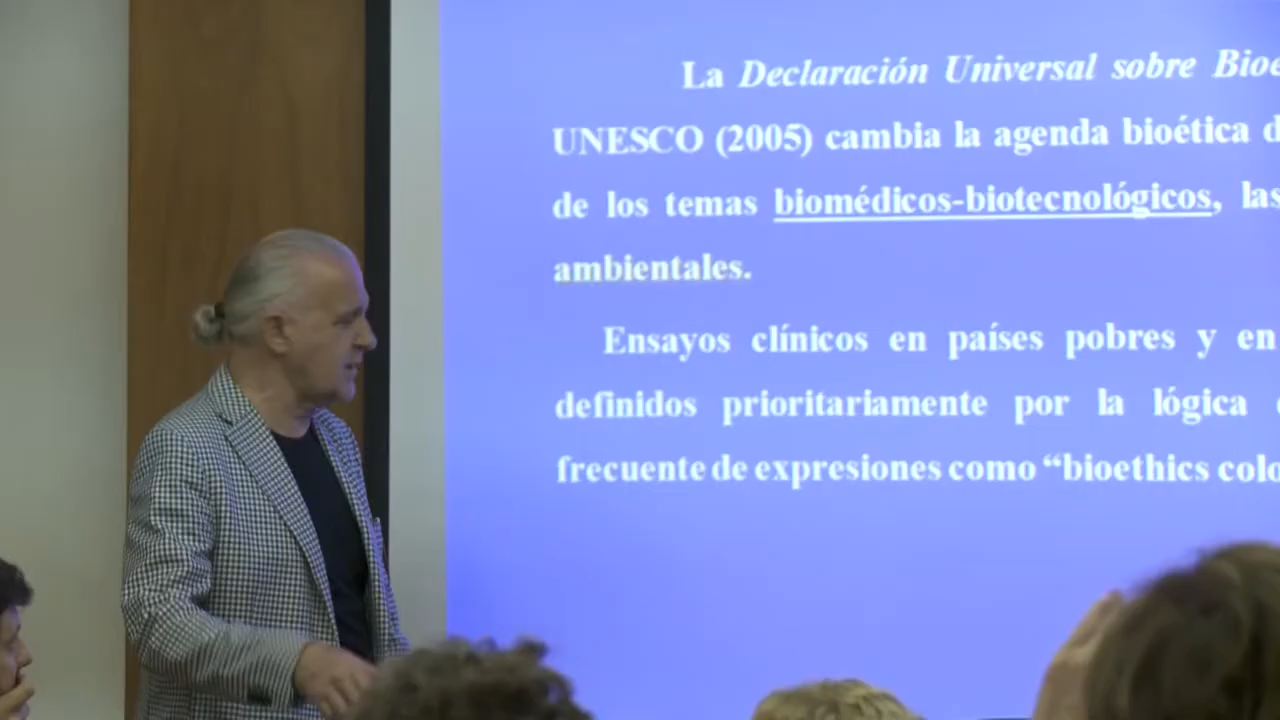 La Declaración Universal sobre
UNESCO (2005) cambia la agenda bioética
de los temas biomédicos-biotecnológicos, las
ambientales.
Ensayos clínicos en países pobres y en
definidos prioritariamente por la lógica
frecuente de expresiones como “bioethics